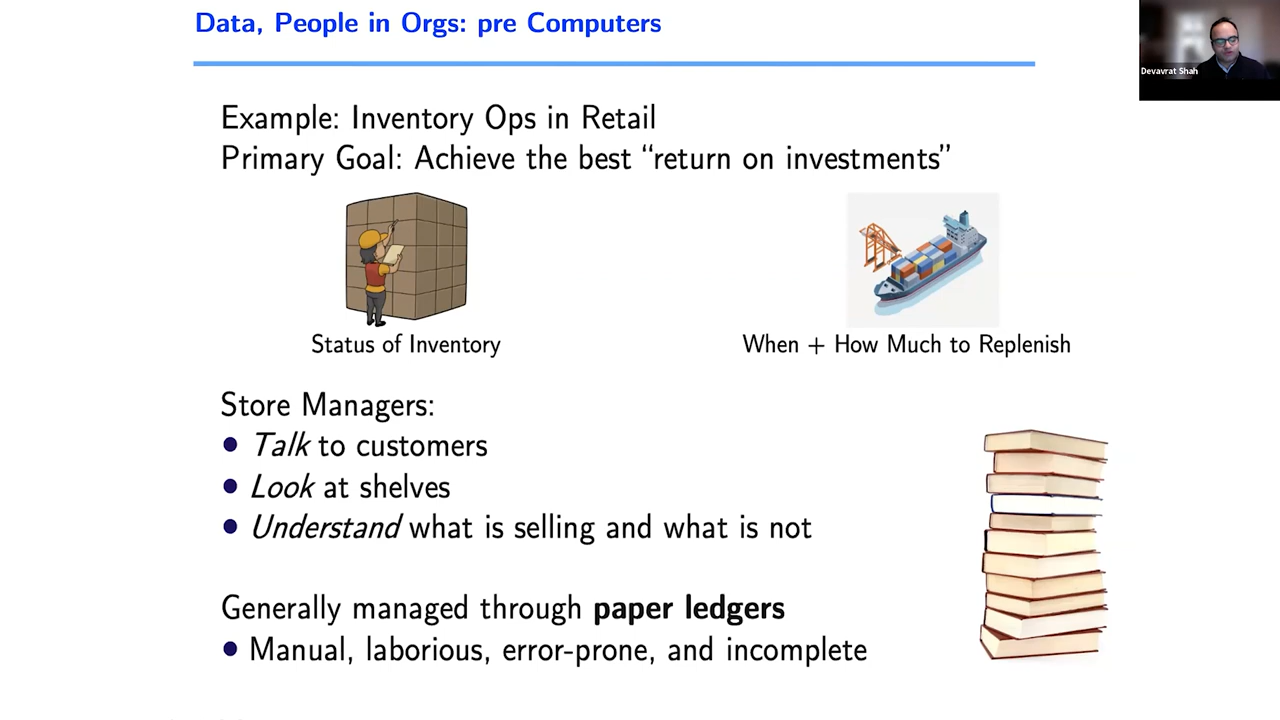 Data, People in Orgs: pre Computers
Devavrat Shah
Example: Inventory Ops in Retail
Primary Goal: Achieve the best “return on investments”
Status of Inventory
When + How Much to Replenish
Store Managers:
• Talk to customers
• Look at shelves
• Understand what is selling and what is not
Generally managed through paper ledgers
• Manual, laborious, error-prone, and incomplete